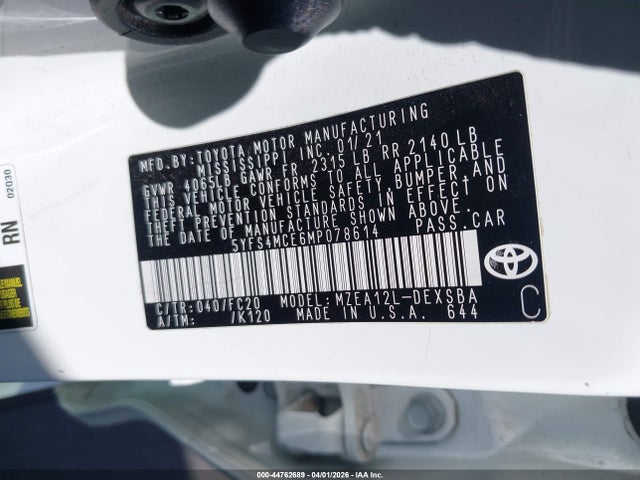 MFD.BY:TOYOTA MOTOR MANUFACTURING
MISSISSIPPI INC. 01/21
GVWR 4065LB GAWR FR 2315 LB RR 2140 LB
THIS VEHICLE CONFORMS TO ALL APPLICABLE
FEDERAL MOTOR VEHICLE SAFETY,BUMPER,AND
THEFT PREVENTION STANDARDS IN EFFECT ON
THE DATE OF MANUFACTURE SHOWN ABOVE.
5YFS4MCE6MP078614 PASS.CAR
C/TR:040/FC20 MODEL:MZEA12L-DEXSBA
A/TM: /K120 MADE IN U.S.A. 644
C
02030
RN
000-44762689 - 04/01/2026 - IAA Inc.